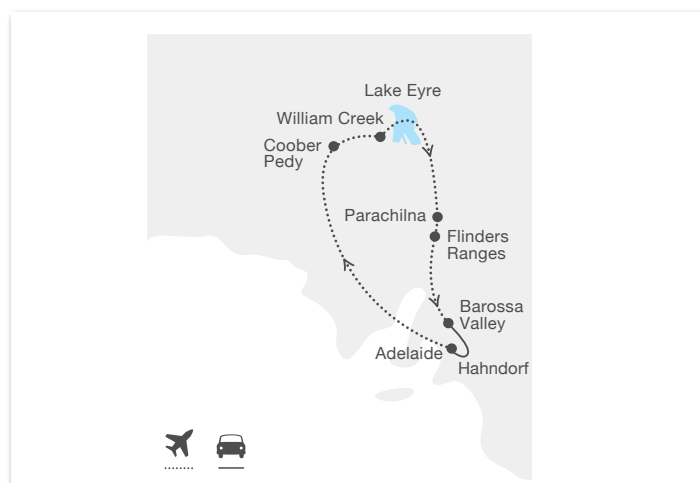 Lake Eyre
William Creek
Coober
Pedy
Parachilna
Flinders
Ranges
Barossa
Valley
Adelaide
Hahndorf